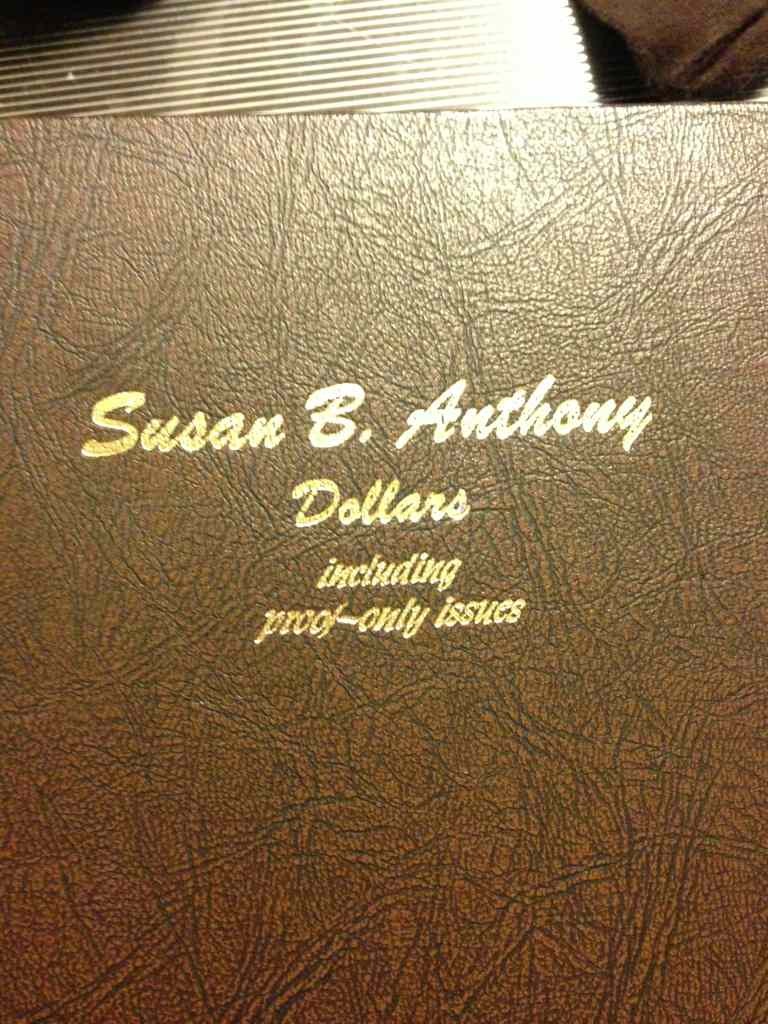 Susan B. Anthony
Dollars
including
proof-only issues